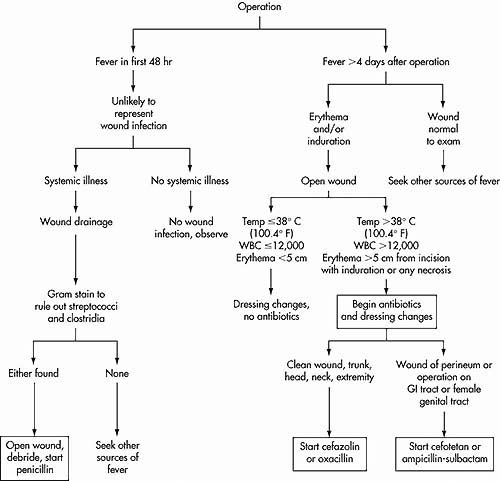 Operation
Fever in first 48 hr
Fever >4 days after operation
Unlikely to
represent
wound infection
Erythema
and/or
induration
Wound
normal
to exam
Systemic illness
No systemic illness
Open wound
Seek other sources of fever
Wound drainage
No wound
infection, observe
Temp ≤38° C
(100.4° F)
WBC ≤12,000
Erythema <5 cm
Temp >38° C
(100.4° F)
WBC >12,000
Erythema >5 cm from incision
with induration or any necrosis
Gram stain to
rule out streptococci
and clostridia
Dressing changes,
no antibiotics
Begin antibiotics
and dressing changes
Either found
None
Clean wound, trunk,
head, neck, extremity
Wound of perineum or
operation on
GI tract or female
genital tract
Open wound,
debride, start
penicillin
Seek other
sources of
fever
Start cefazolin
or oxacillin
Start cefotetan or
ampicillin-sulbactam